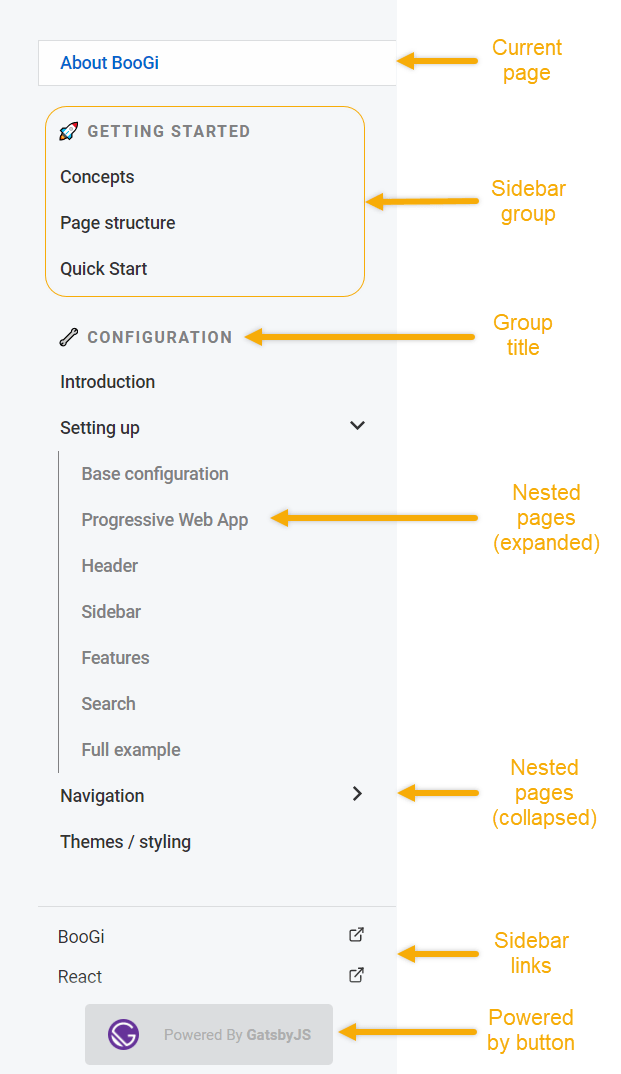 About BooGi
Current
page
GETTING STARTED
Concepts
Page structure
Quick Start
Sidebar
group
CONFIGURATION
Group
title
Introduction
Setting up
Base configuration
Progressive Web App
Header
Sidebar
Features
Search
Full example
Nested
pages
(expanded)
Navigation
Nested
pages
(collapsed)
Themes / styling
BooGi
React
Sidebar
links
Powered By GatsbyJS
Powered
by button